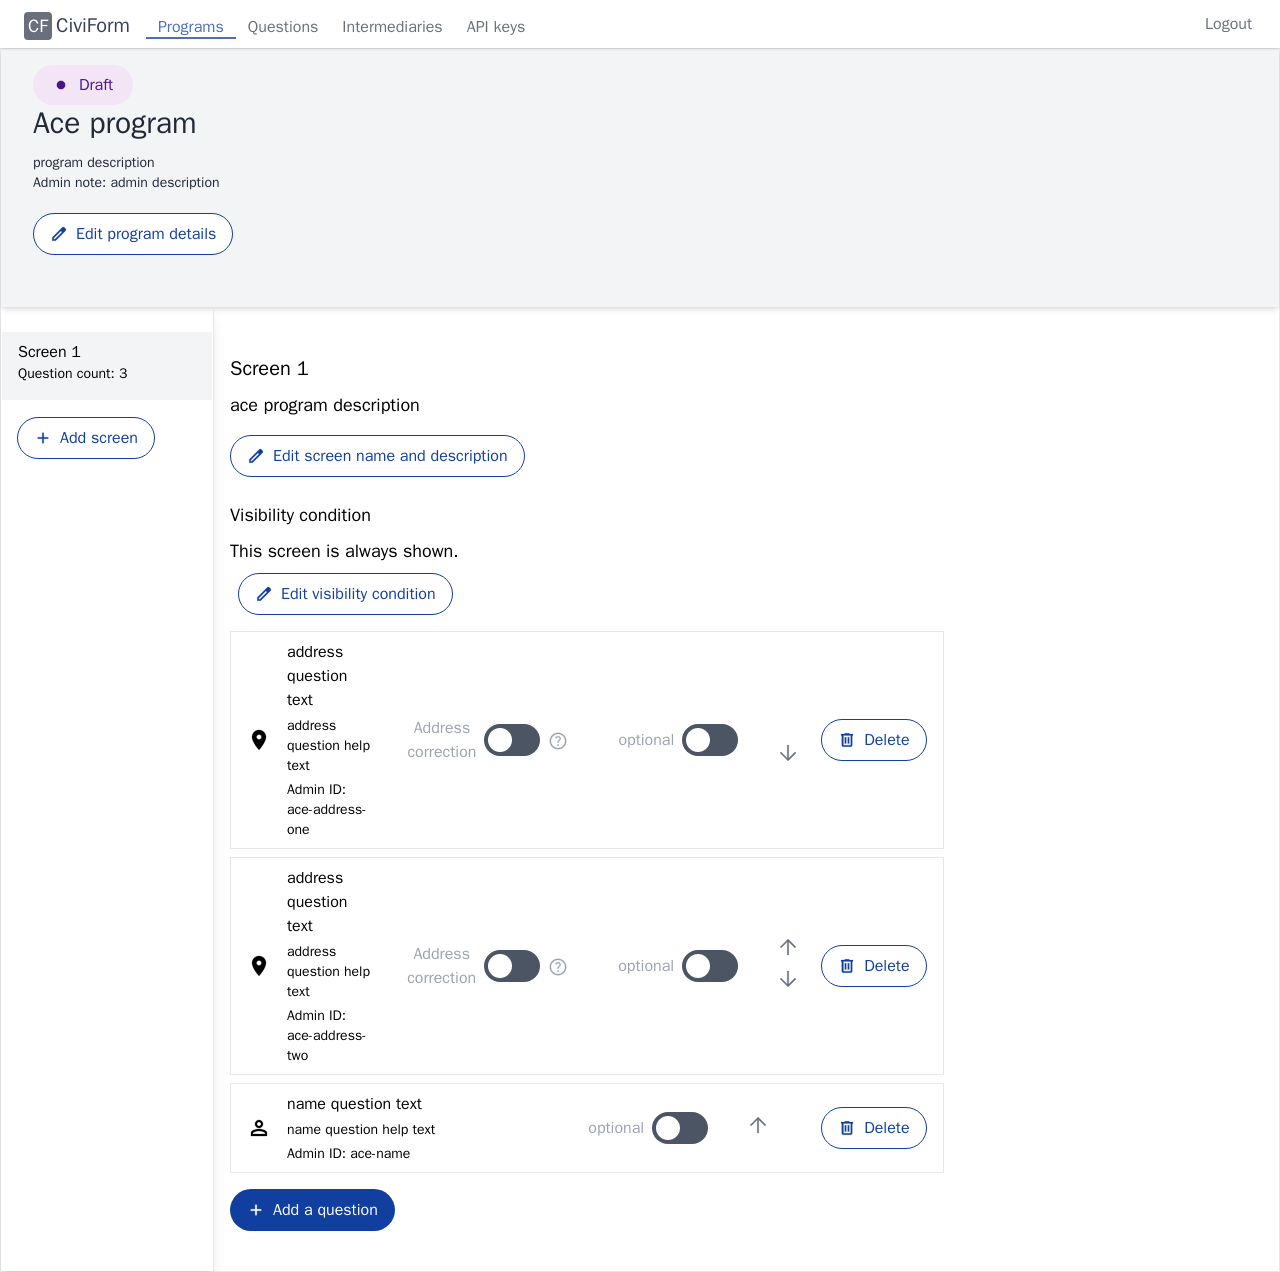 CF CiviForm Programs Questions Intermediaries API keys Logout
Draft
Ace program
program description
Admin note: admin description
Edit program details
Screen 1
Question count: 3
Add screen
Screen 1
ace program description
Edit screen name and description
Visibility condition
This screen is always shown.
Edit visibility condition
address
question
text
address
question help
text
Admin ID:
ace-address-
one
Address
correction
optional
Delete
address
question
text
address
question help
text
Admin ID:
ace-address-
two
Address
correction
optional
Delete
name question text
name question help text
Admin ID: ace-name
optional
Delete
Add a question